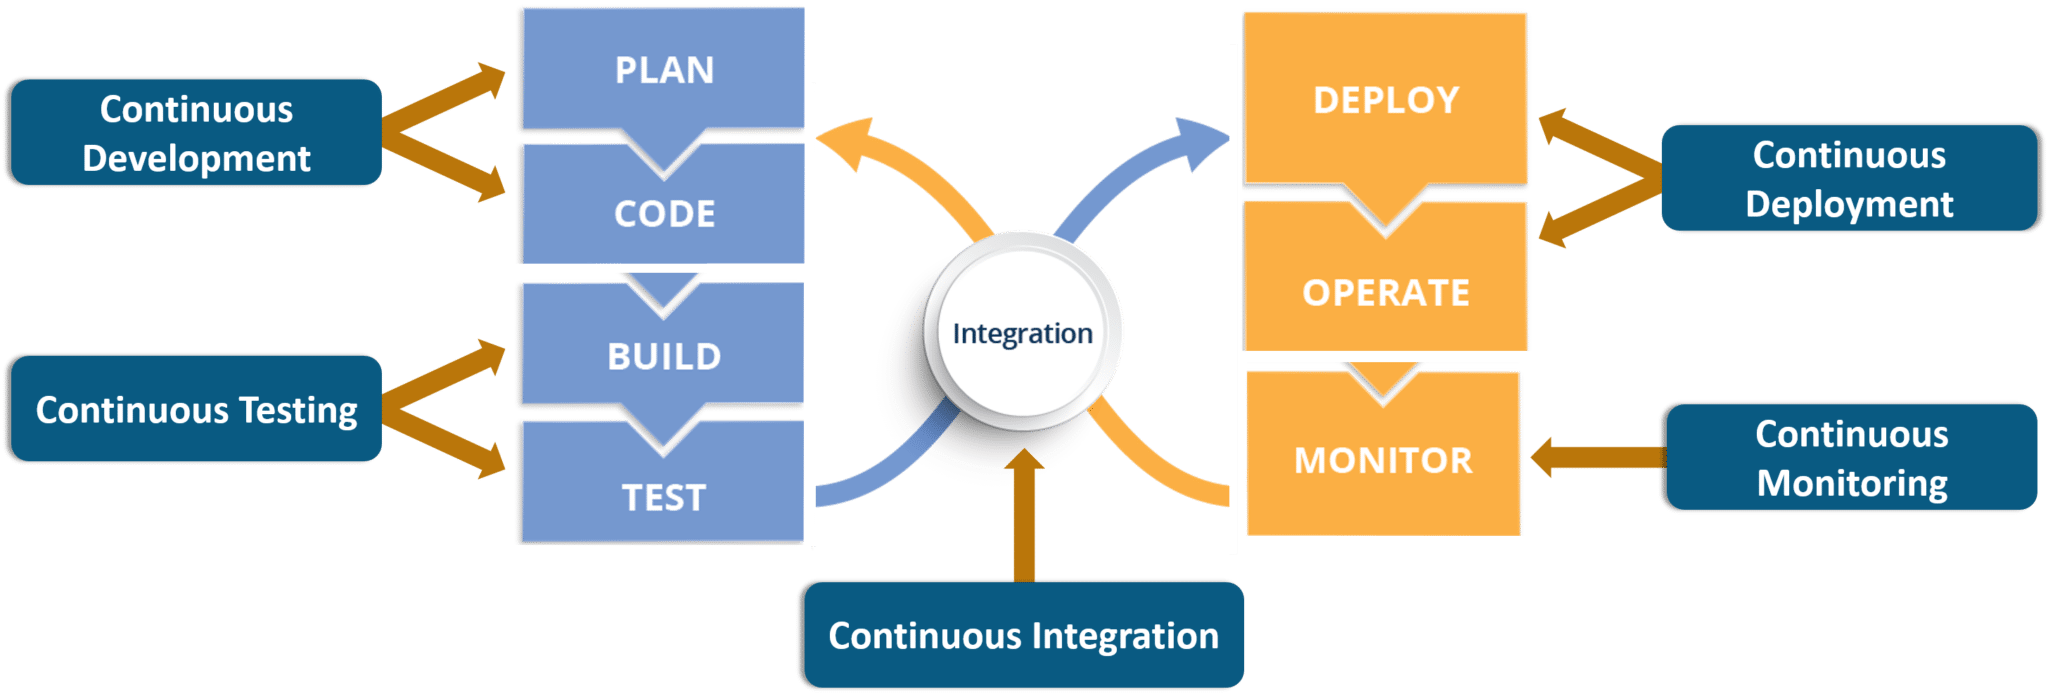 Continuous
Development
Continuous Testing
PLAN
CODE
BUILD
TEST
Integration
Continuous Integration
DEPLOY
OPERATE
MONITOR
Continuous
Deployment
Continuous
Monitoring